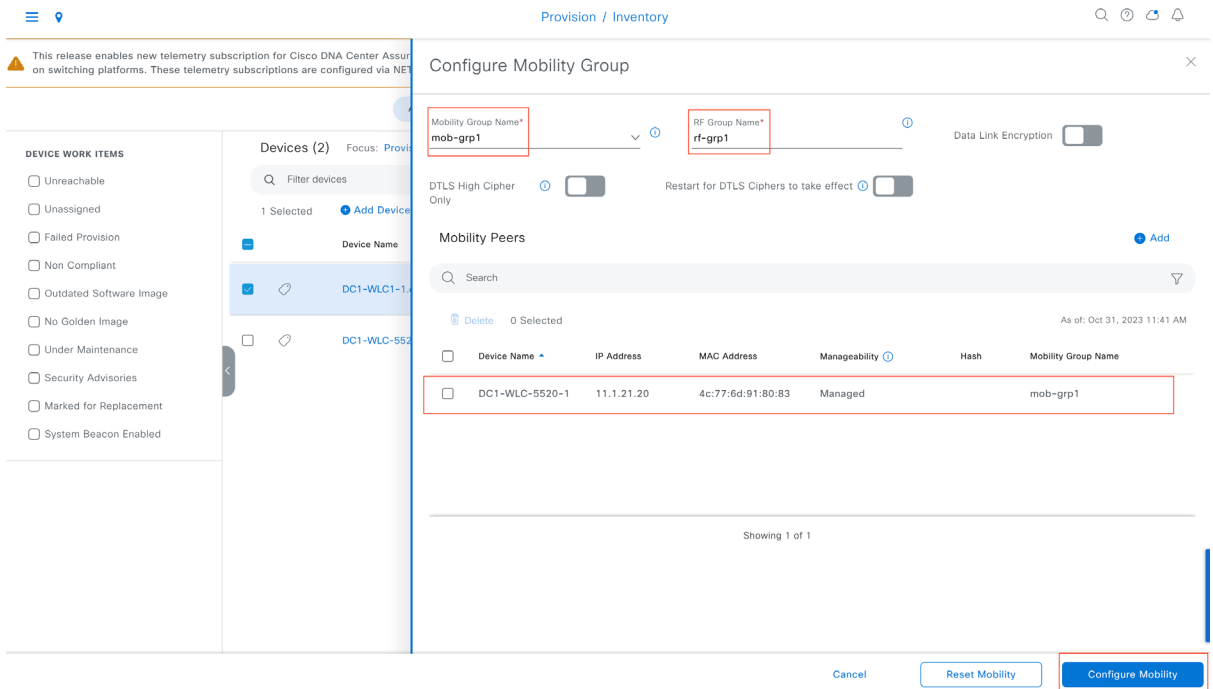 Provision / Inventory
This release enables new telemetry subscription for Cisco DNA Center Assur
on switching platforms. These telemetry subscriptions are configured via NET
DEVICE WORK ITEMS
Unreachable
Unassigned
Failed Provision
Non Compliant
Outdated Software Image
No Golden Image
Under Maintenance
Security Advisories
Marked for Replacement
System Beacon Enabled
Devices (2) Focus: Provis
Filter devices
1 Selected Add Device
Device Name
DC1-WLC1-1.
DC1-WLC-552
Configure Mobility Group
Mobility Group Name*
mob-grp1
RF Group Name*
rf-grp1
Data Link Encryption
DTLS High Cipher
Only
Restart for DTLS Ciphers to take effect
Mobility Peers
Add
Search
Delete 0 Selected
As of: Oct 31, 2023 11:41 AM
Device Name IP Address MAC Address Manageability Hash Mobility Group Name
DC1-WLC-5520-1 11.1.21.20 4c:77:6d:91:80:83 Managed mob-grp1
Showing 1 of 1
Cancel Reset Mobility Configure Mobility